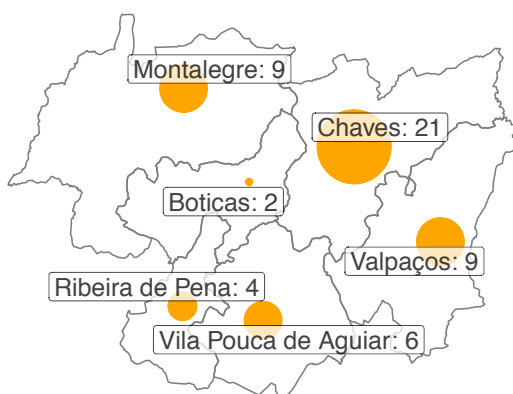 Montalegre: 9
Chaves: 21
Boticas: 2
Valpaços: 9
Ribeira de Pena: 4
Vila Pouca de Aguiar: 6